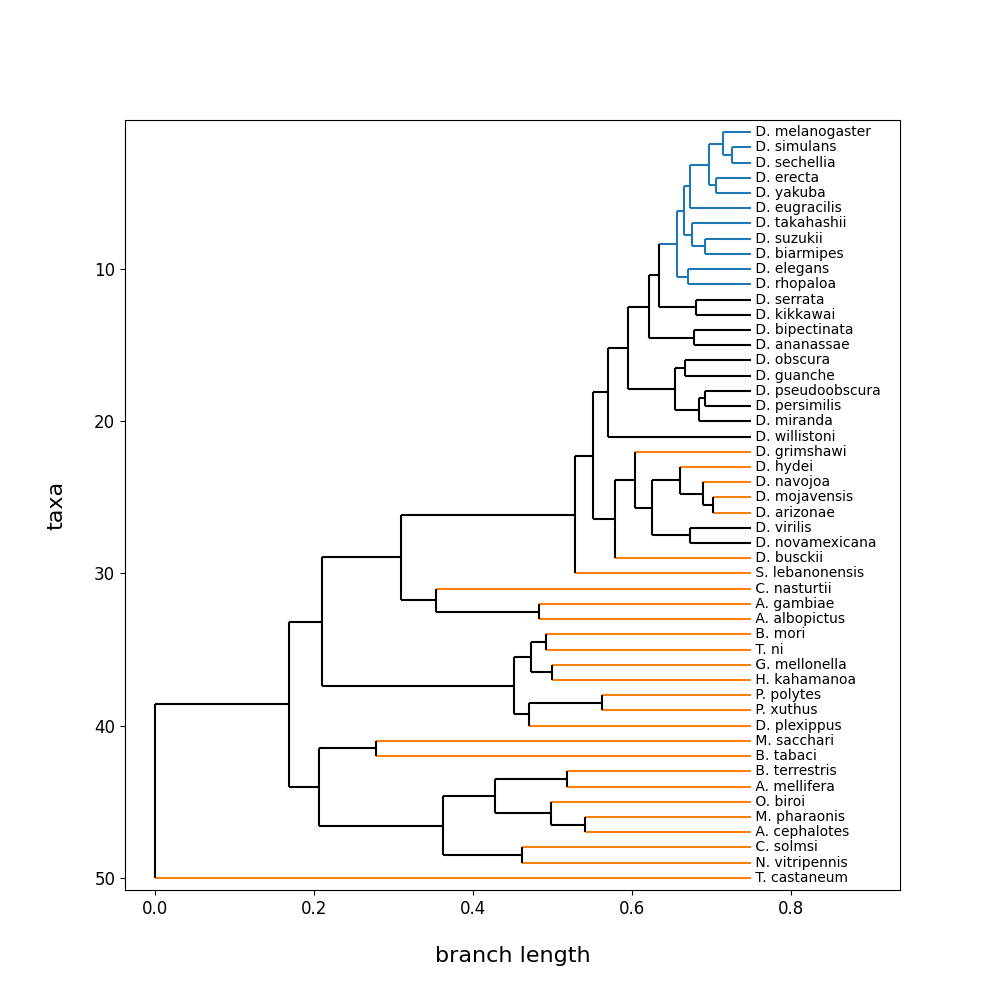 D. melanogaster
D. simulans
D. sechellia
D. erecta
D. yakuba
D. eugracilis
D. takahashii
D. suzukii
D. biarmipes
D. elegans
D. rhopaloa
D. serrata
D. kikkawai
D. bipectinata
D. ananassae
D. obscura
D. guanche
D. pseudoobscura
D. persimilis
D. miranda
D. willistoni
D. grimshawi
D. hydei
D. navojoa
D. mojavensis
D. arizonae
D. virilis
D. novamexicana
D. busckii
S. lebanonensis
C. nasturtii
A. gambiae
A. albopictus
B. mori
T. ni
G. mellonella
H. kahamanoa
P. polytes
P. xuthus
D. plexippus
M. sacchari
B. tabaci
B. terrestris
A. mellifera
O. biroi
M. pharaonis
A. cephalotes
C. solmsi
N. vitripennis
T. castaneum
10
20
30
40
50
taxa
0.0 0.2 0.4 0.6 0.8
branch length